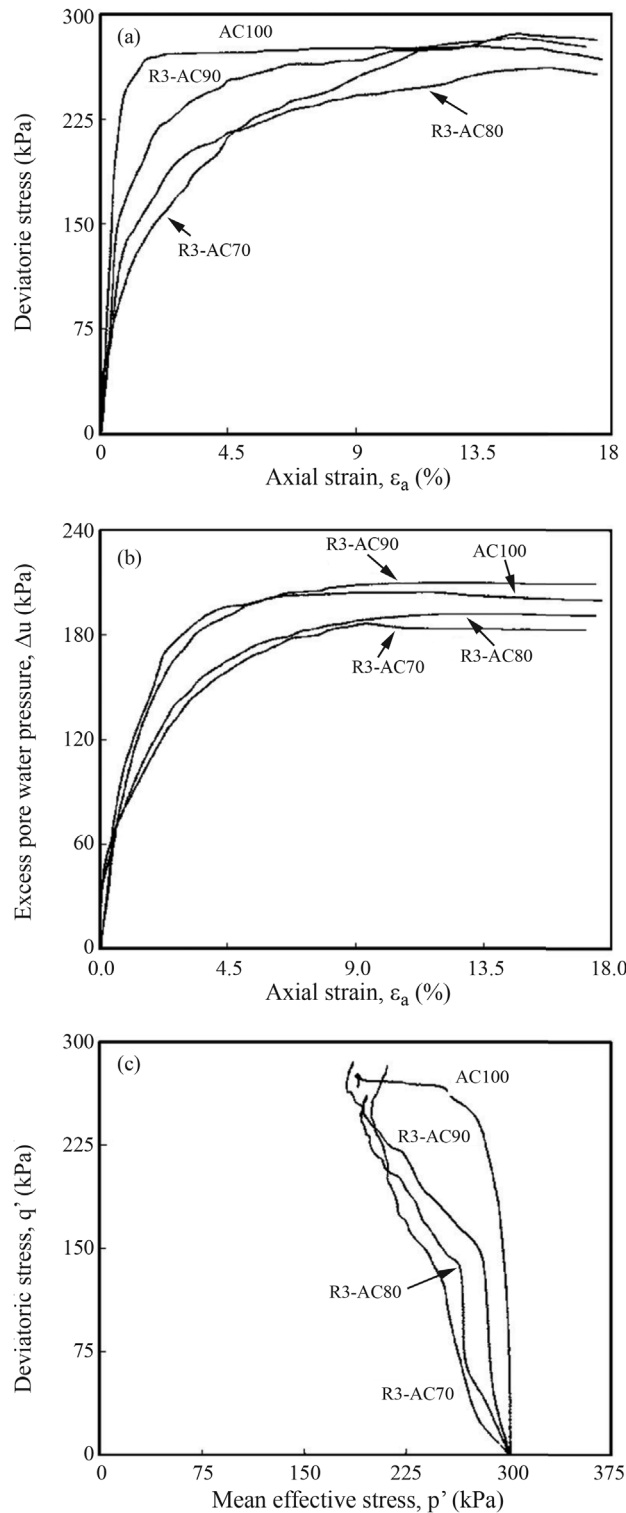 300
(a)
AC100
R3-AC90
225
R3-AC80
150
R3-AC70
75
0
Deviatorie stress (kPa)
0 4.5 9 13.5 18
Axial strain, εa (%)
240
(b)
R3-AC90
AC100
180
R3-AC70
R3-AC80
120
60
0
Excess pore water pressure, Δu (kPa)
0.0 4.5 9.0 13.5 18.0
Axial strain, εa (%)
300
(c)
AC100
R3-AC90
225
150
R3-AC80
75
R3-AC70
0
Deviatoric stress, q’ (kPa)
0 75 150 225 300 375
Mean effective stress, p’ (kPa)